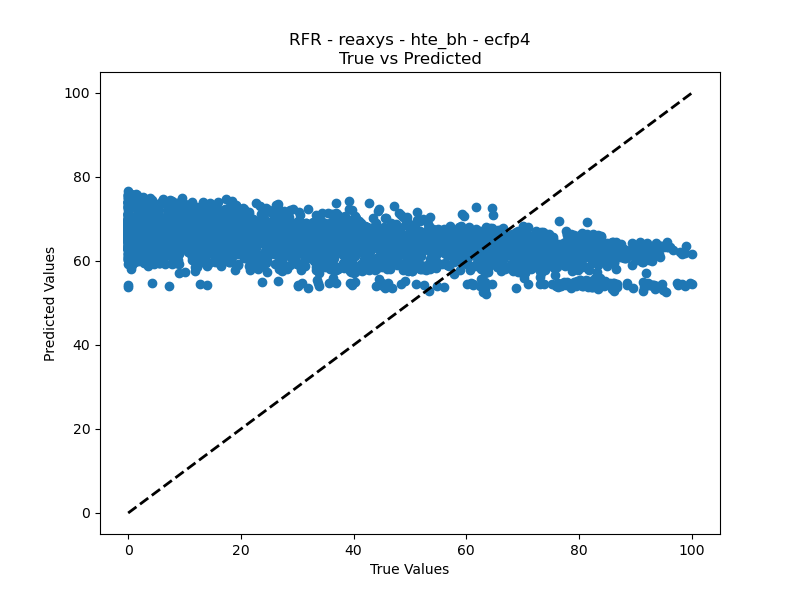 RFR - reaxys - hte_bh - ecfp4
True vs Predicted
100
80
60
40
20
0
Predicted Values
0 20 40 60 80 100
True Values